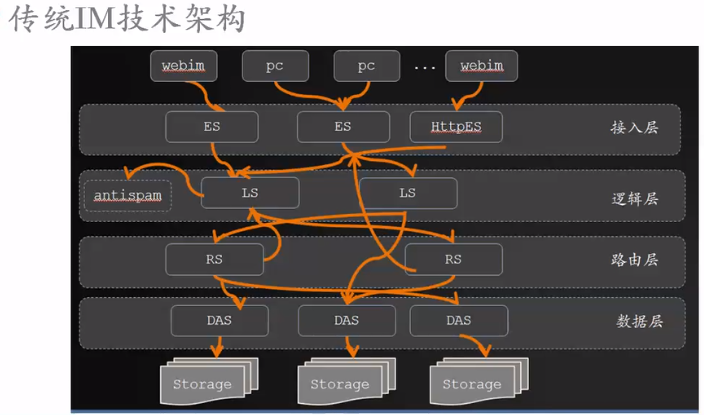 传统IM技术架构
webim
pc
pc
...
webim
ES
ES
HttpES
接入层
antispam
LS
LS
逻辑层
RS
RS
路由层
DAS
DAS
DAS
数据层
Storage
Storage
Storage